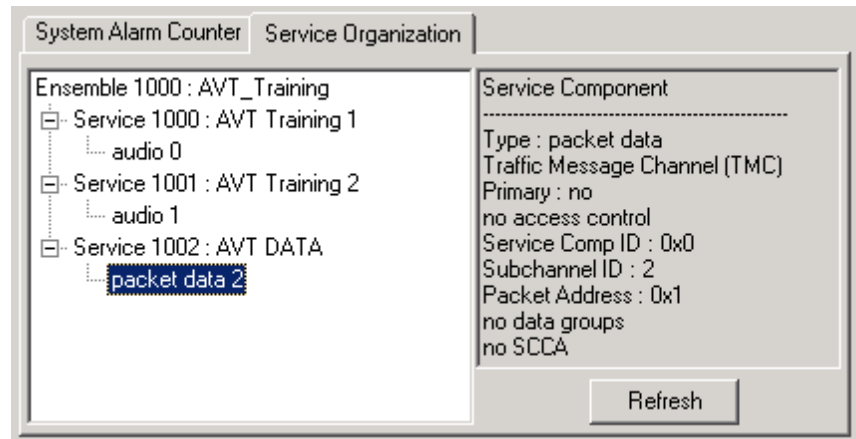 System Alarm Counter
Service Organization
Ensemble 1000 : AVT_Training
Service 1000 : AVT Training 1
audio 0
Service 1001 : AVT Training 2
audio 1
Service 1002 : AVT DATA
packet data 2
Service Component
------------------------------------------------------
Type : packet data
Traffic Message Channel (TMC)
Primary : no
no access control
Service Comp ID : 0x0
Subchannel ID : 2
Packet Address : 0x1
no data groups
no SCCA
Refresh